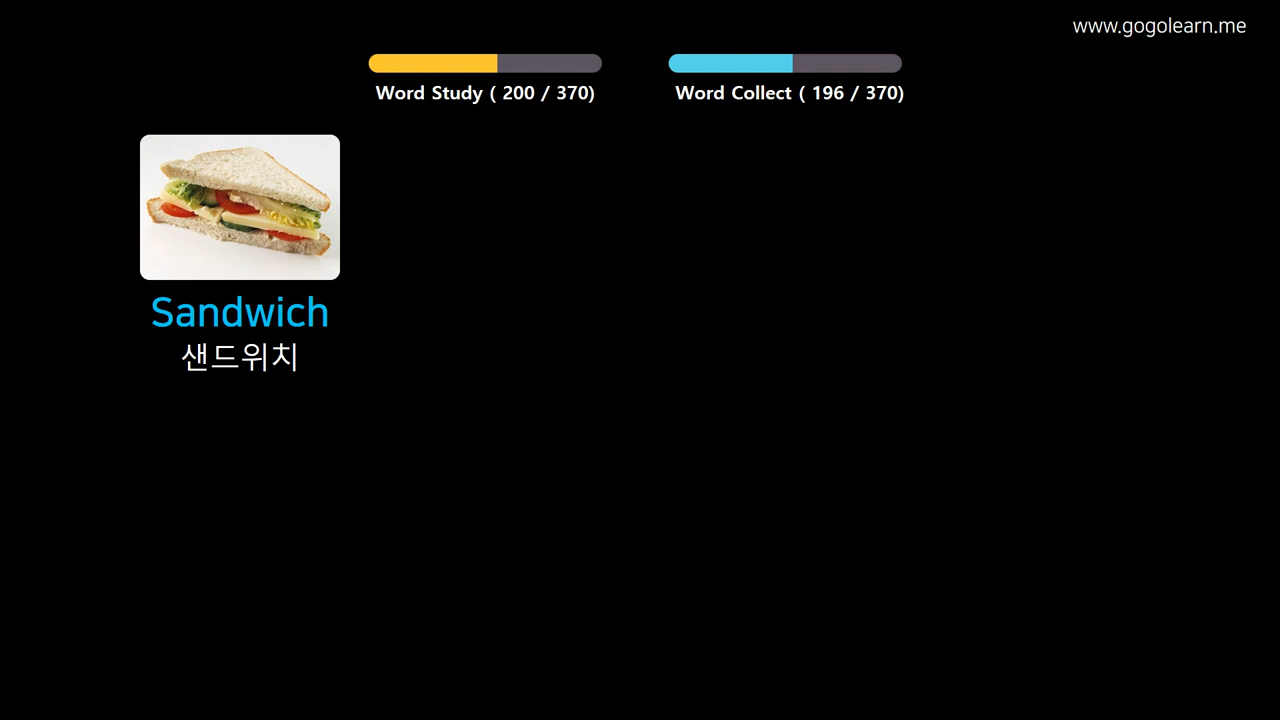 www.gogolearn.me
Word Study ( 200 / 370)
Word Collect ( 196 / 370)
Sandwich
샌드위치